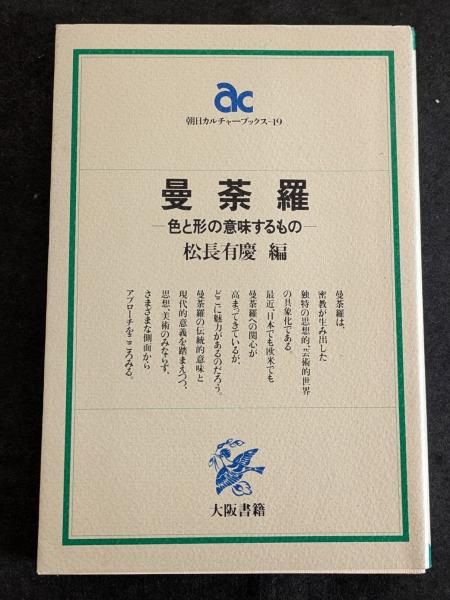 ac
朝日カルチャーブックス-19
曼荼羅
―色と形の意味するもの―
松長有慶 編
曼荼羅は、
密教が生み出した
独特の思想的、芸術的世界
の具象化である。
最近、日本でも欧米でも
曼荼羅への関心が
高まってきているが、
どこに魅力があるのだろう。
曼荼羅の伝統的意味と
現代的意義を踏まえつつ、
思想、美術のみならず、
さまざまな側面から
アプローチをこころみる。
大阪書籍